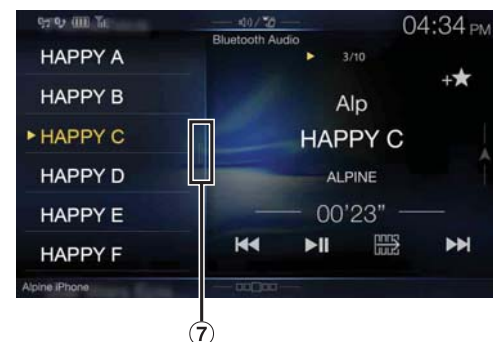 04:34 PM
Bluetooth Audio
3/10
HAPPY A
HAPPY B
HAPPY C
HAPPY D
HAPPY E
HAPPY F
Alp
HAPPY C
ALPINE
00'23"
Alpine iPhone
7